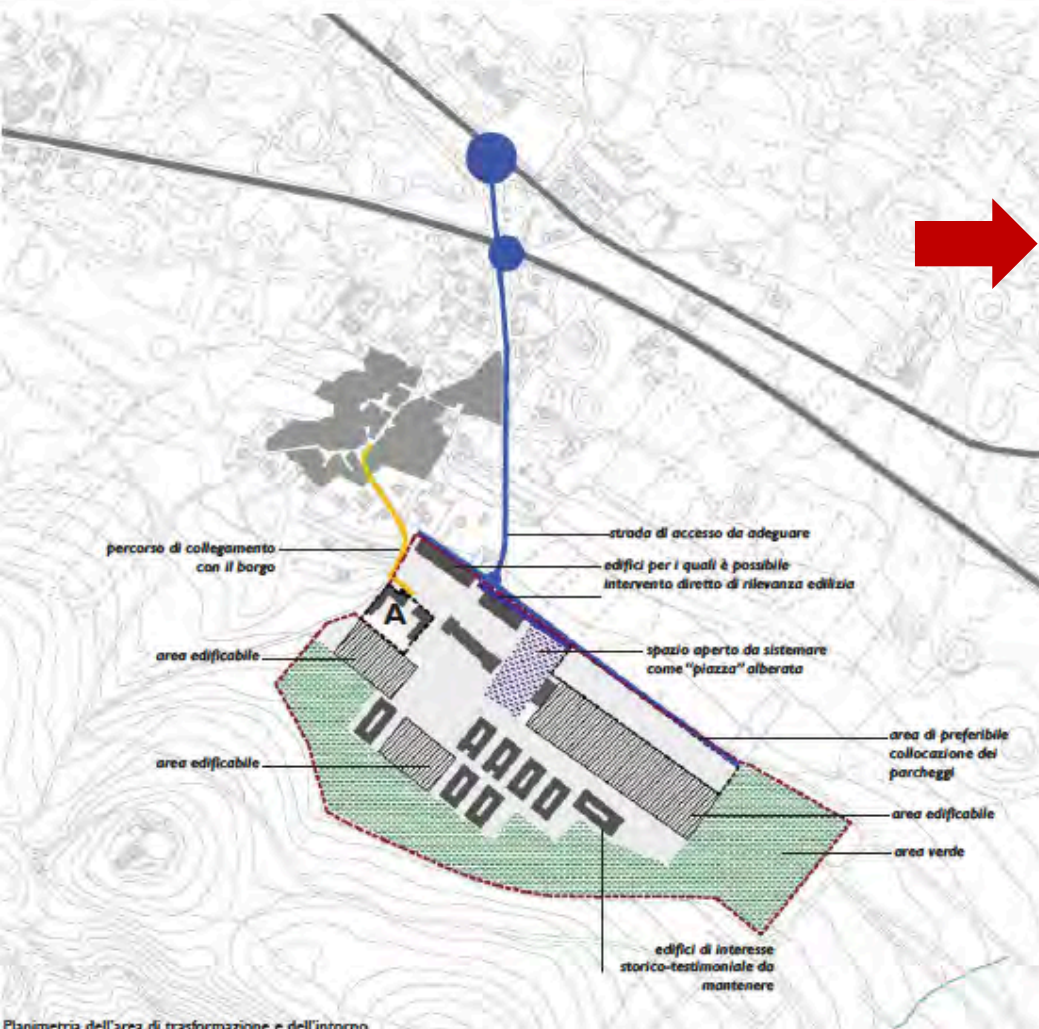 strada di accesso da adeguare
percorso di collegamento
con il borgo
edifici per i quali è possibile
intervento diretto di rilevanza edilizia
A
area edificabile
spazio aperto da sistemare
come "piazza" alberata
area edificabile
area di preferibile
collocazione dei
parcheggi
area edificabile
area verde
edifici di interesse
storico-testimoniale da
mantenere
Planimetria dell'area di trasformazione e dell'intorno